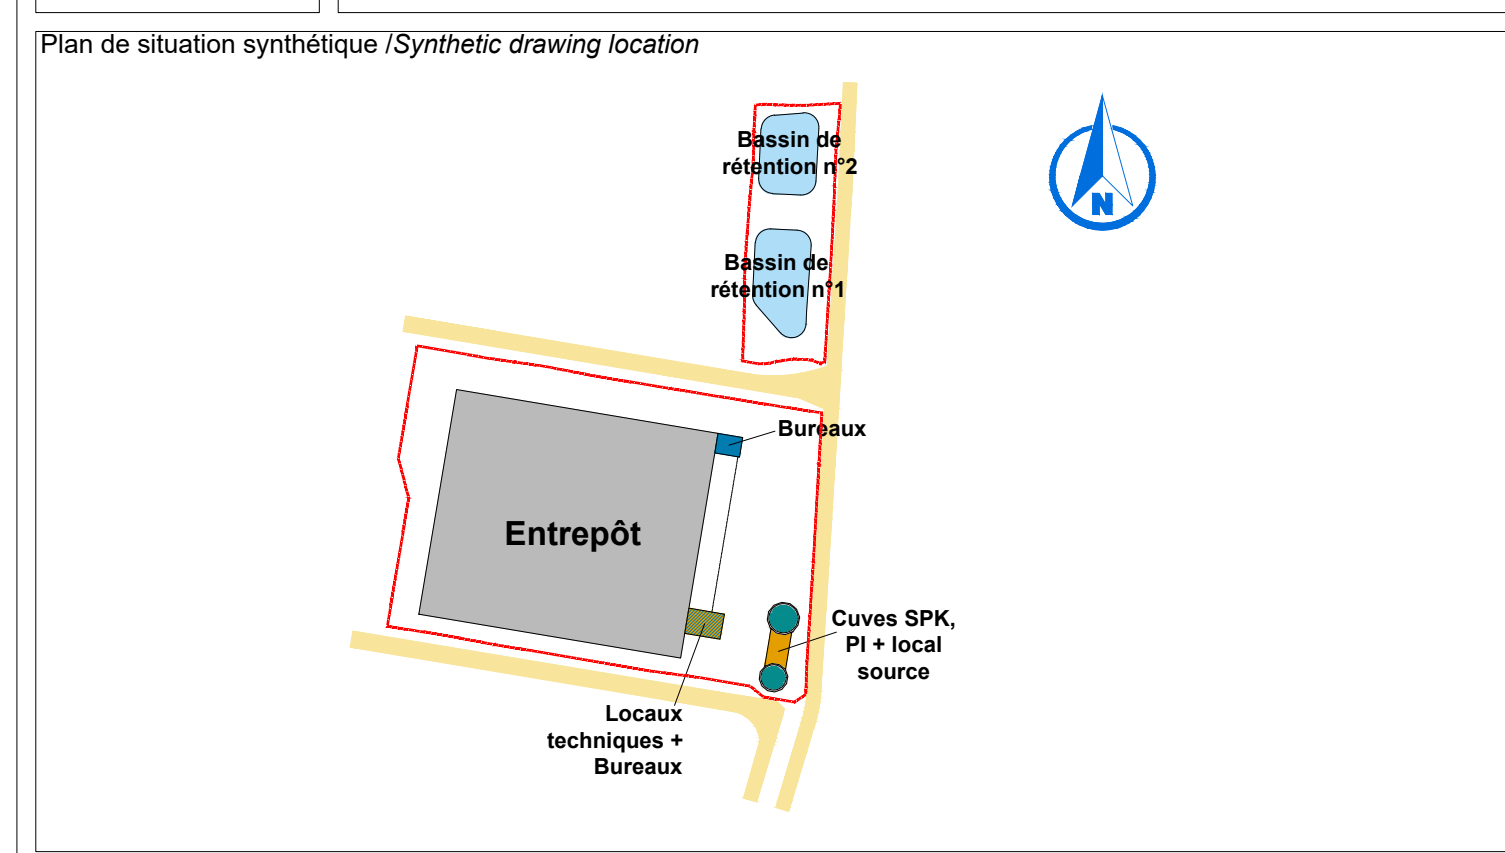 Plan de situation synthétique /Synthetic drawing location
Bassin de
rétention n°2
N
Bassin de
rétention n°1
Bureaux
Entrepôt
Cuves SPK,
PI + local
source
Locaux
techniques +
Bureaux